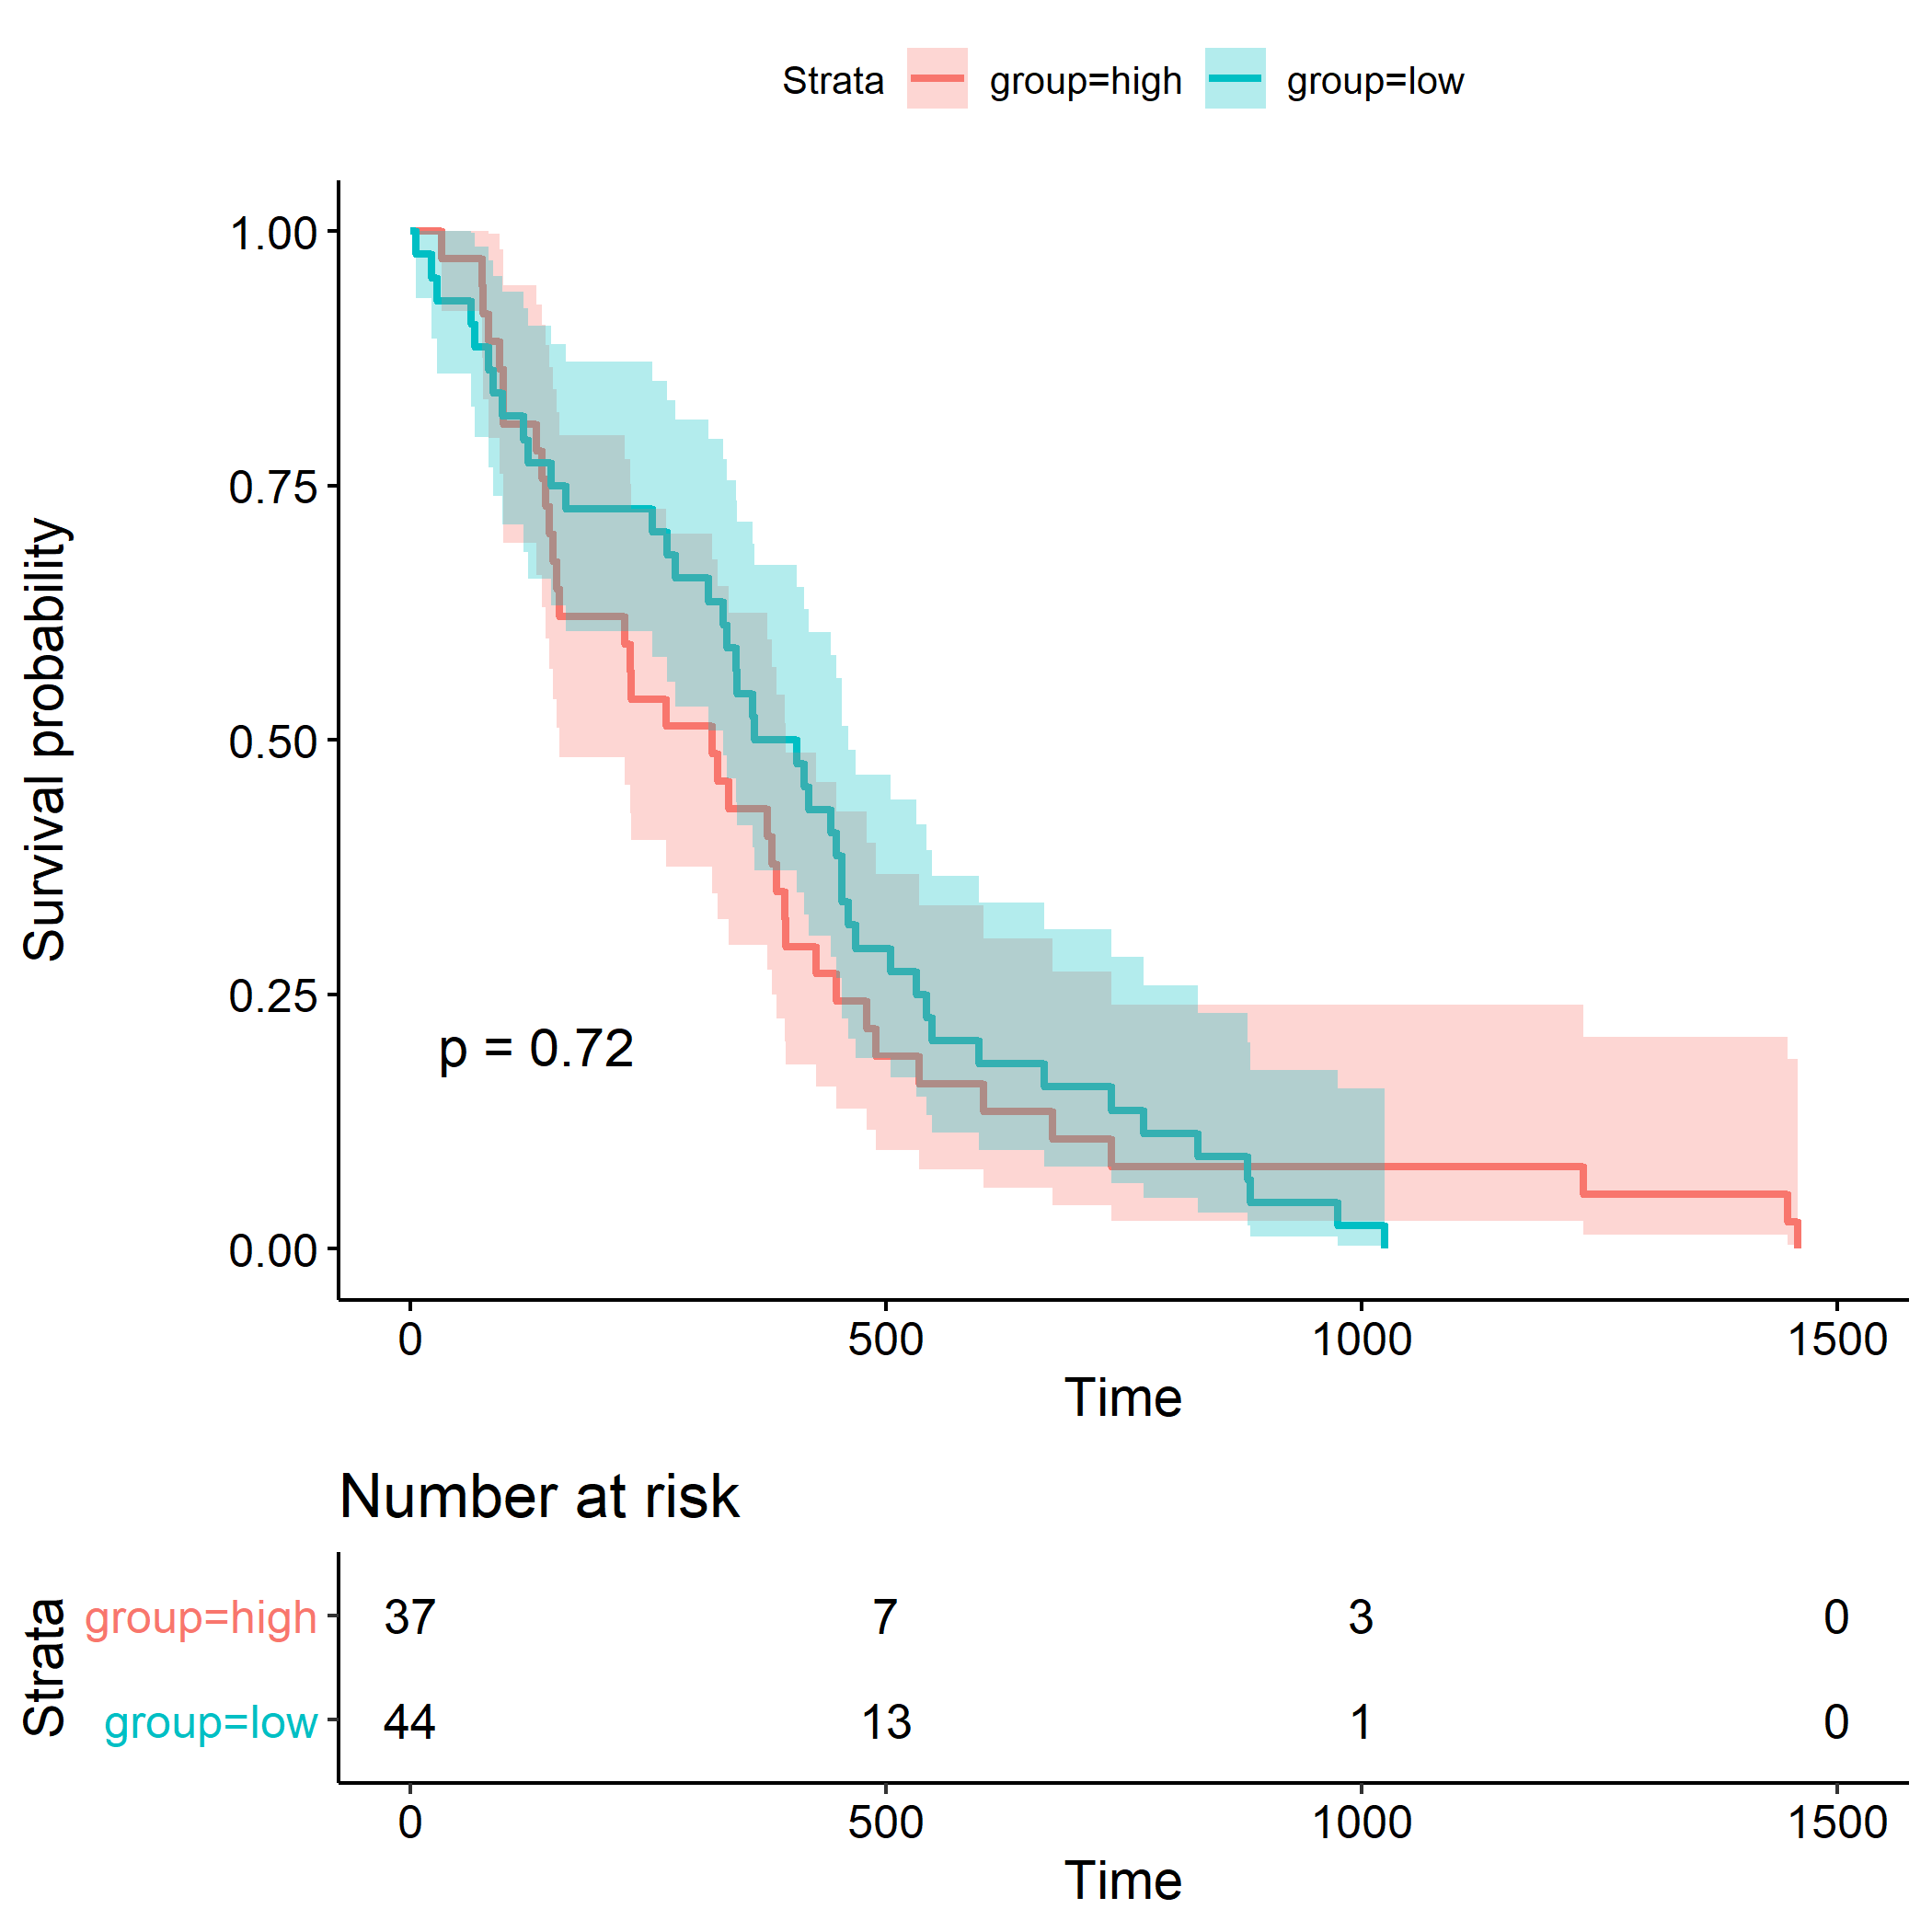 Strata group=high group=low
1.00
0.75
0.50
0.25
0.00
Survival probability
p = 0.72
0 500 1000 1500
Time
Number at risk
Strata
group=high 37 7 3 0
group=low 44 13 1 0
0 500 1000 1500
Time